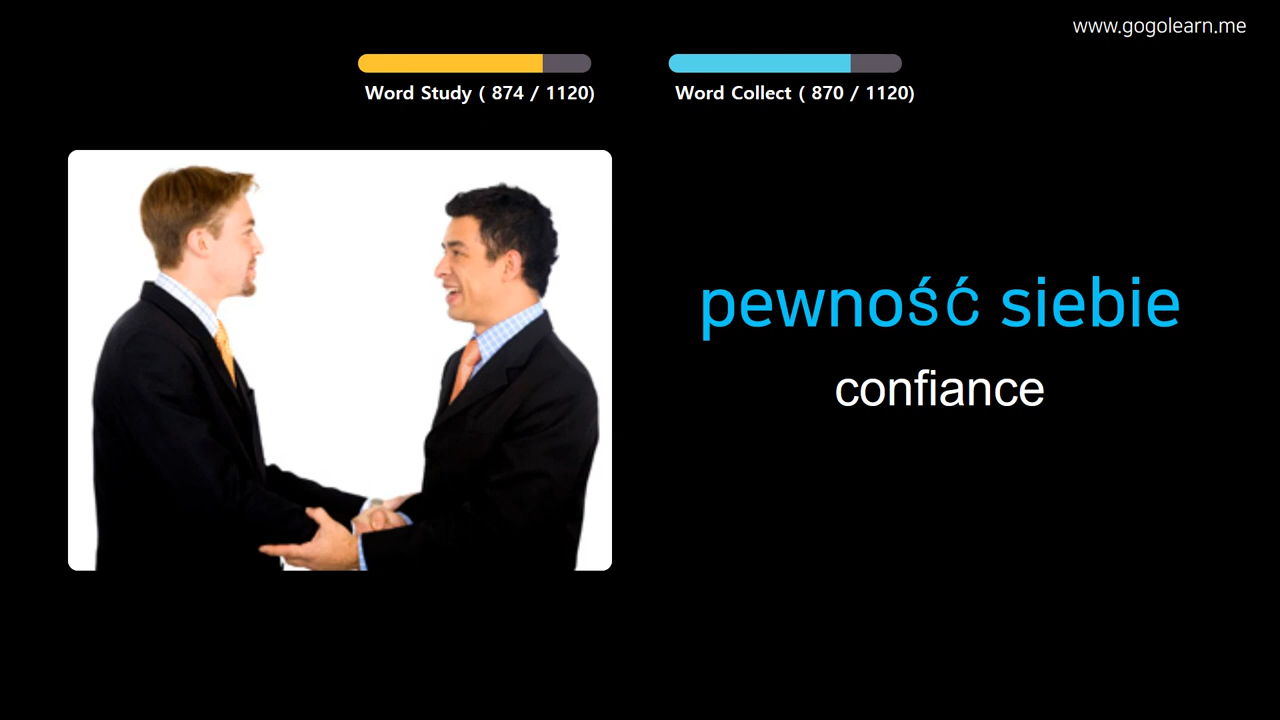 www.gogolearn.me
Word Study ( 874 / 1120)
Word Collect ( 870 / 1120)
pewność siebie
confiance